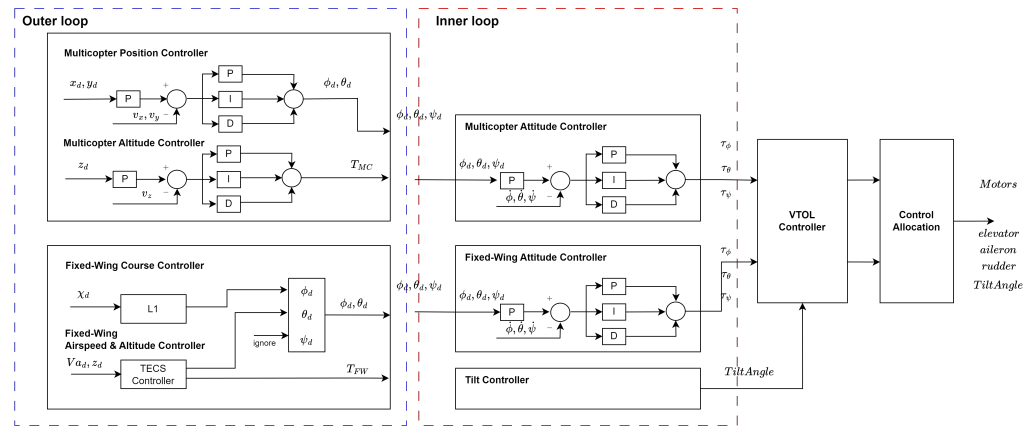 Outer loop
Multicopter Position Controller
x_d, y_d
P
+
v_x, v_y
−
P
I
D
ϕ_d, θ_d
Multicopter Altitude Controller
z_d
P
+
v_z
−
P
I
D
T_MC
ϕ_d, θ_d, ψ_d
Fixed-Wing Course Controller
χ_d
L1
Fixed-Wing
Airspeed & Altitude Controller
Va_d, z_d
TECS
Controller
ignore
ϕ_d
θ_d
ψ_d
ϕ_d, θ_d
T_FW
ϕ_d, θ_d, ψ_d
Inner loop
Multicopter Attitude Controller
ϕ_d, θ_d, ψ_d
P
+
ϕ̇, θ̇, ψ̇
−
P
I
D
τ_ϕ
τ_θ
τ_ψ
Fixed-Wing Attitude Controller
ϕ_d, θ_d, ψ_d
P
+
ϕ̇, θ̇, ψ̇
−
P
I
D
τ_ϕ
τ_θ
τ_ψ
Tilt Controller
TiltAngle
VTOL
Controller
Control
Allocation
Motors
elevator
aileron
rudder
TiltAngle